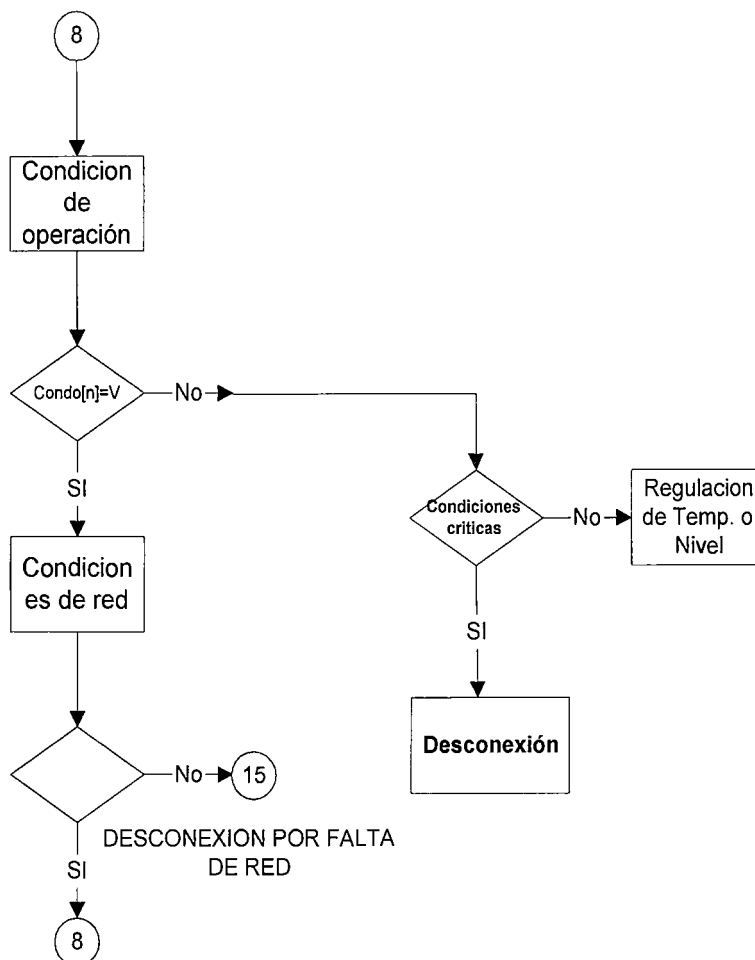 8
Condicion
de
operación
Condo[n]=V
No
SI
Condiciones
criticas
No
Regulacion
de Temp. o
Nivel
Condicion
es de red
SI
Desconexión
No
15
DESCONEXION POR FALTA
DE RED
SI
8